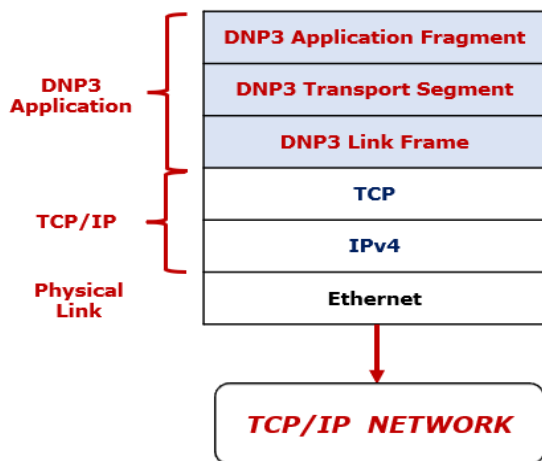 DNP3 Application Fragment
DNP3
Application
DNP3 Transport Segment
DNP3 Link Frame
TCP/IP
TCP
IPv4
Physical
Link
Ethernet
TCP/IP NETWORK